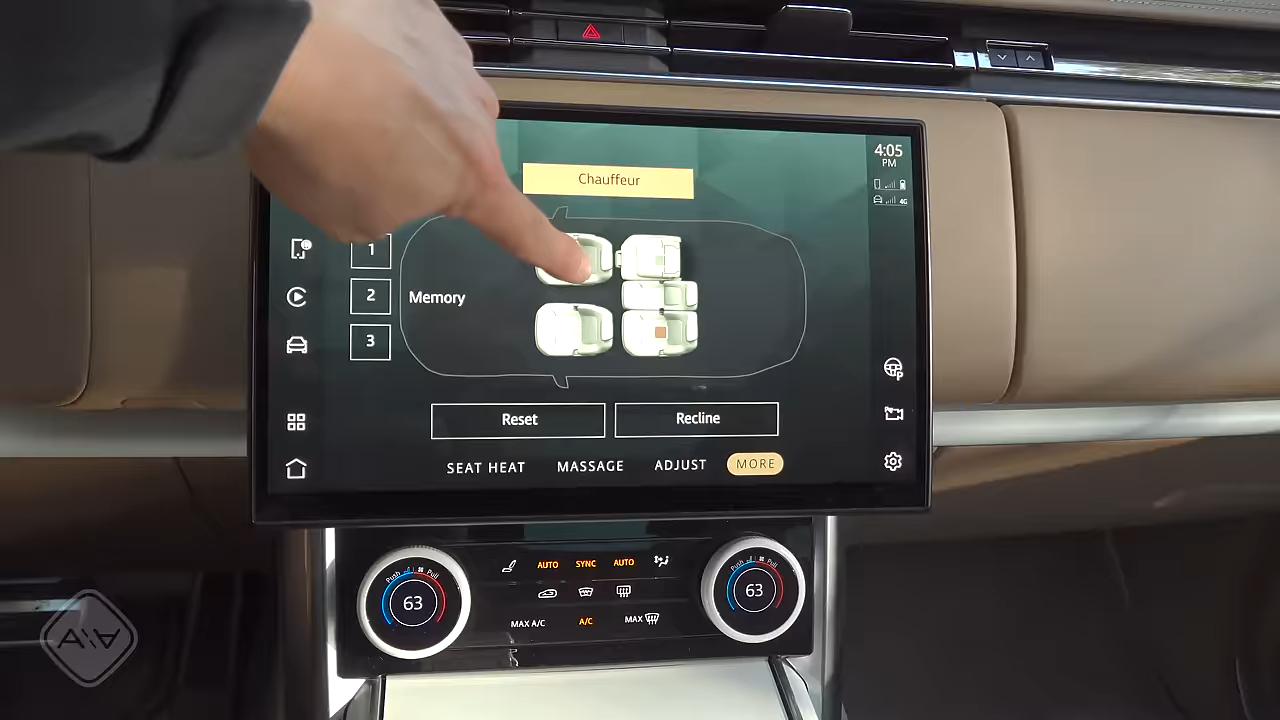 4:05
PM
4G
Chauffeur
1
2
3
Memory
Reset
Recline
SEAT HEAT
MASSAGE
ADJUST
MORE
P
Push
Pull
63
AUTO
SYNC
AUTO
MAX A/C
A/C
MAX
Push
Pull
63